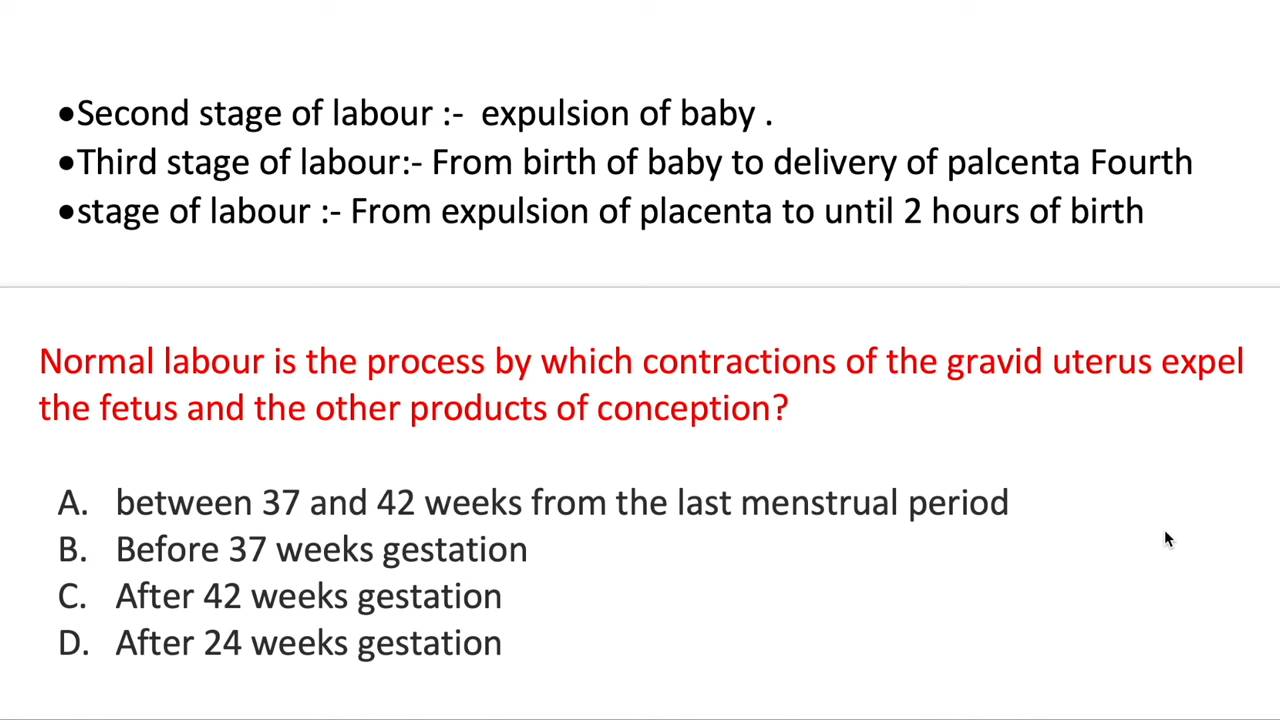 •Second stage of labour :-  expulsion of baby .
•Third stage of labour:- From birth of baby to delivery of palcenta Fourth
•stage of labour :- From expulsion of placenta to until 2 hours of birth
Normal labour is the process by which contractions of the gravid uterus expel
the fetus and the other products of conception?
A. between 37 and 42 weeks from the last menstrual period
B. Before 37 weeks gestation
C. After 42 weeks gestation
D. After 24 weeks gestation